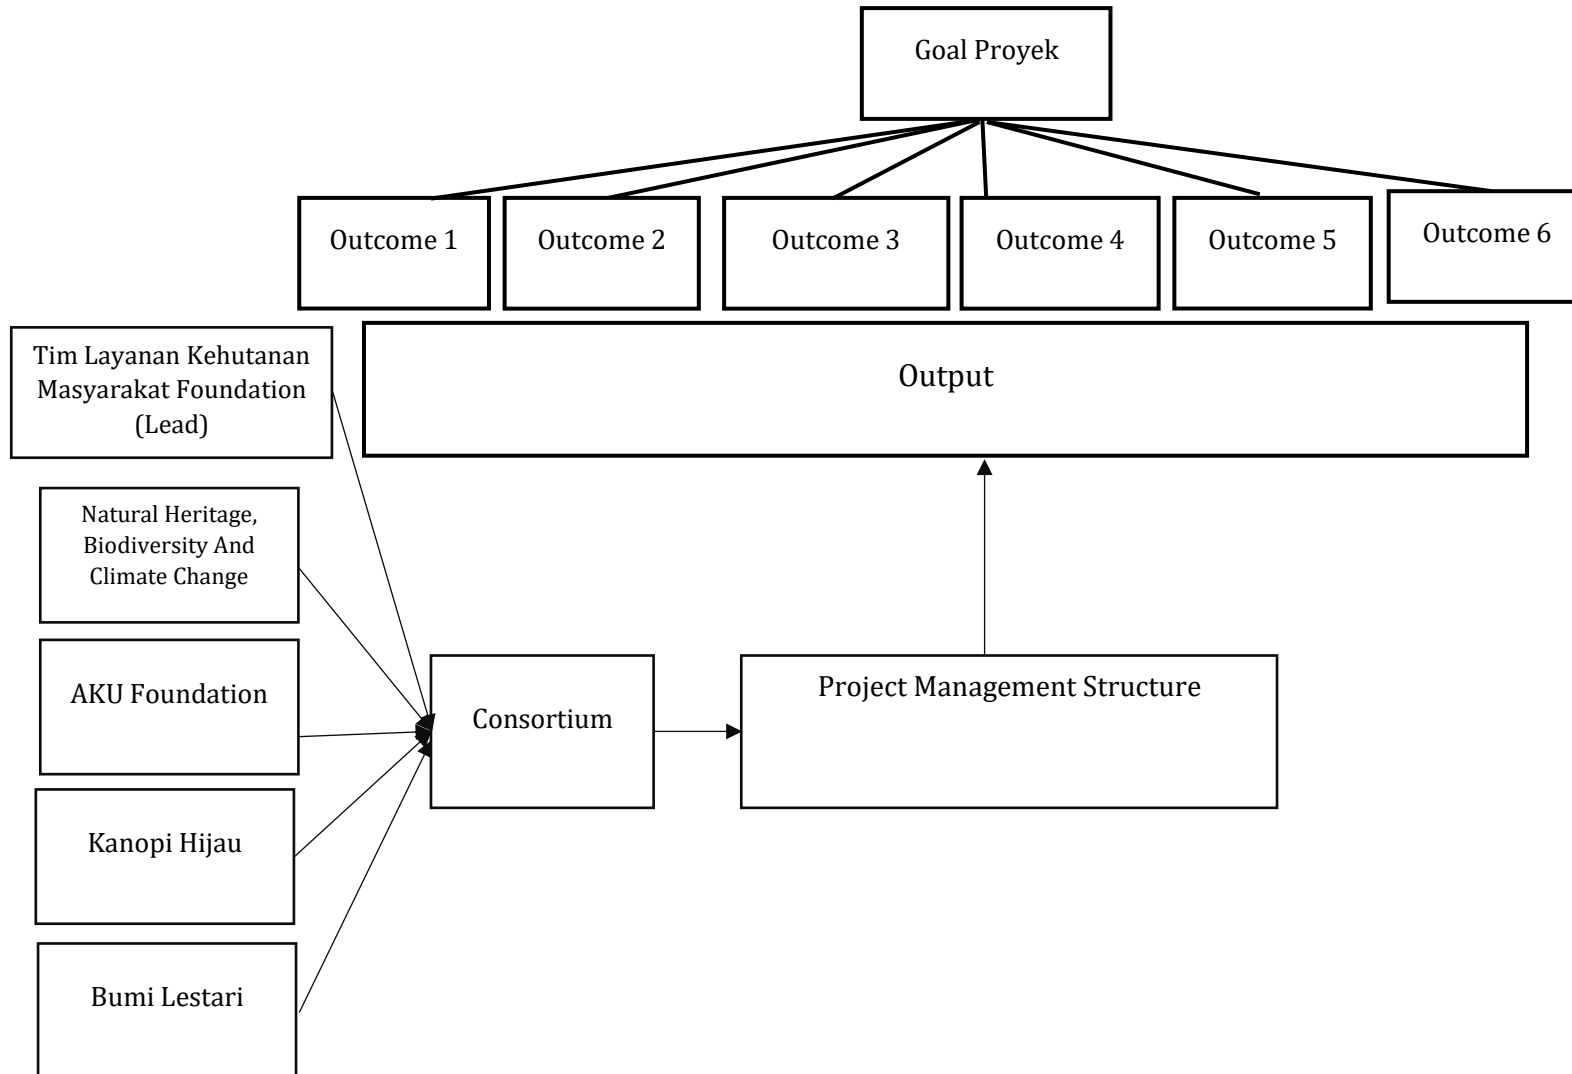 Goal Proyek
Outcome 1
Outcome 2
Outcome 3
Outcome 4
Outcome 5
Outcome 6
Tim Layanan Kehutanan
Masyarakat Foundation
(Lead)
Output
Natural Heritage,
Biodiversity And
Climate Change
AKU Foundation
Consortium
Project Management Structure
Kanopi Hijau
Bumi Lestari